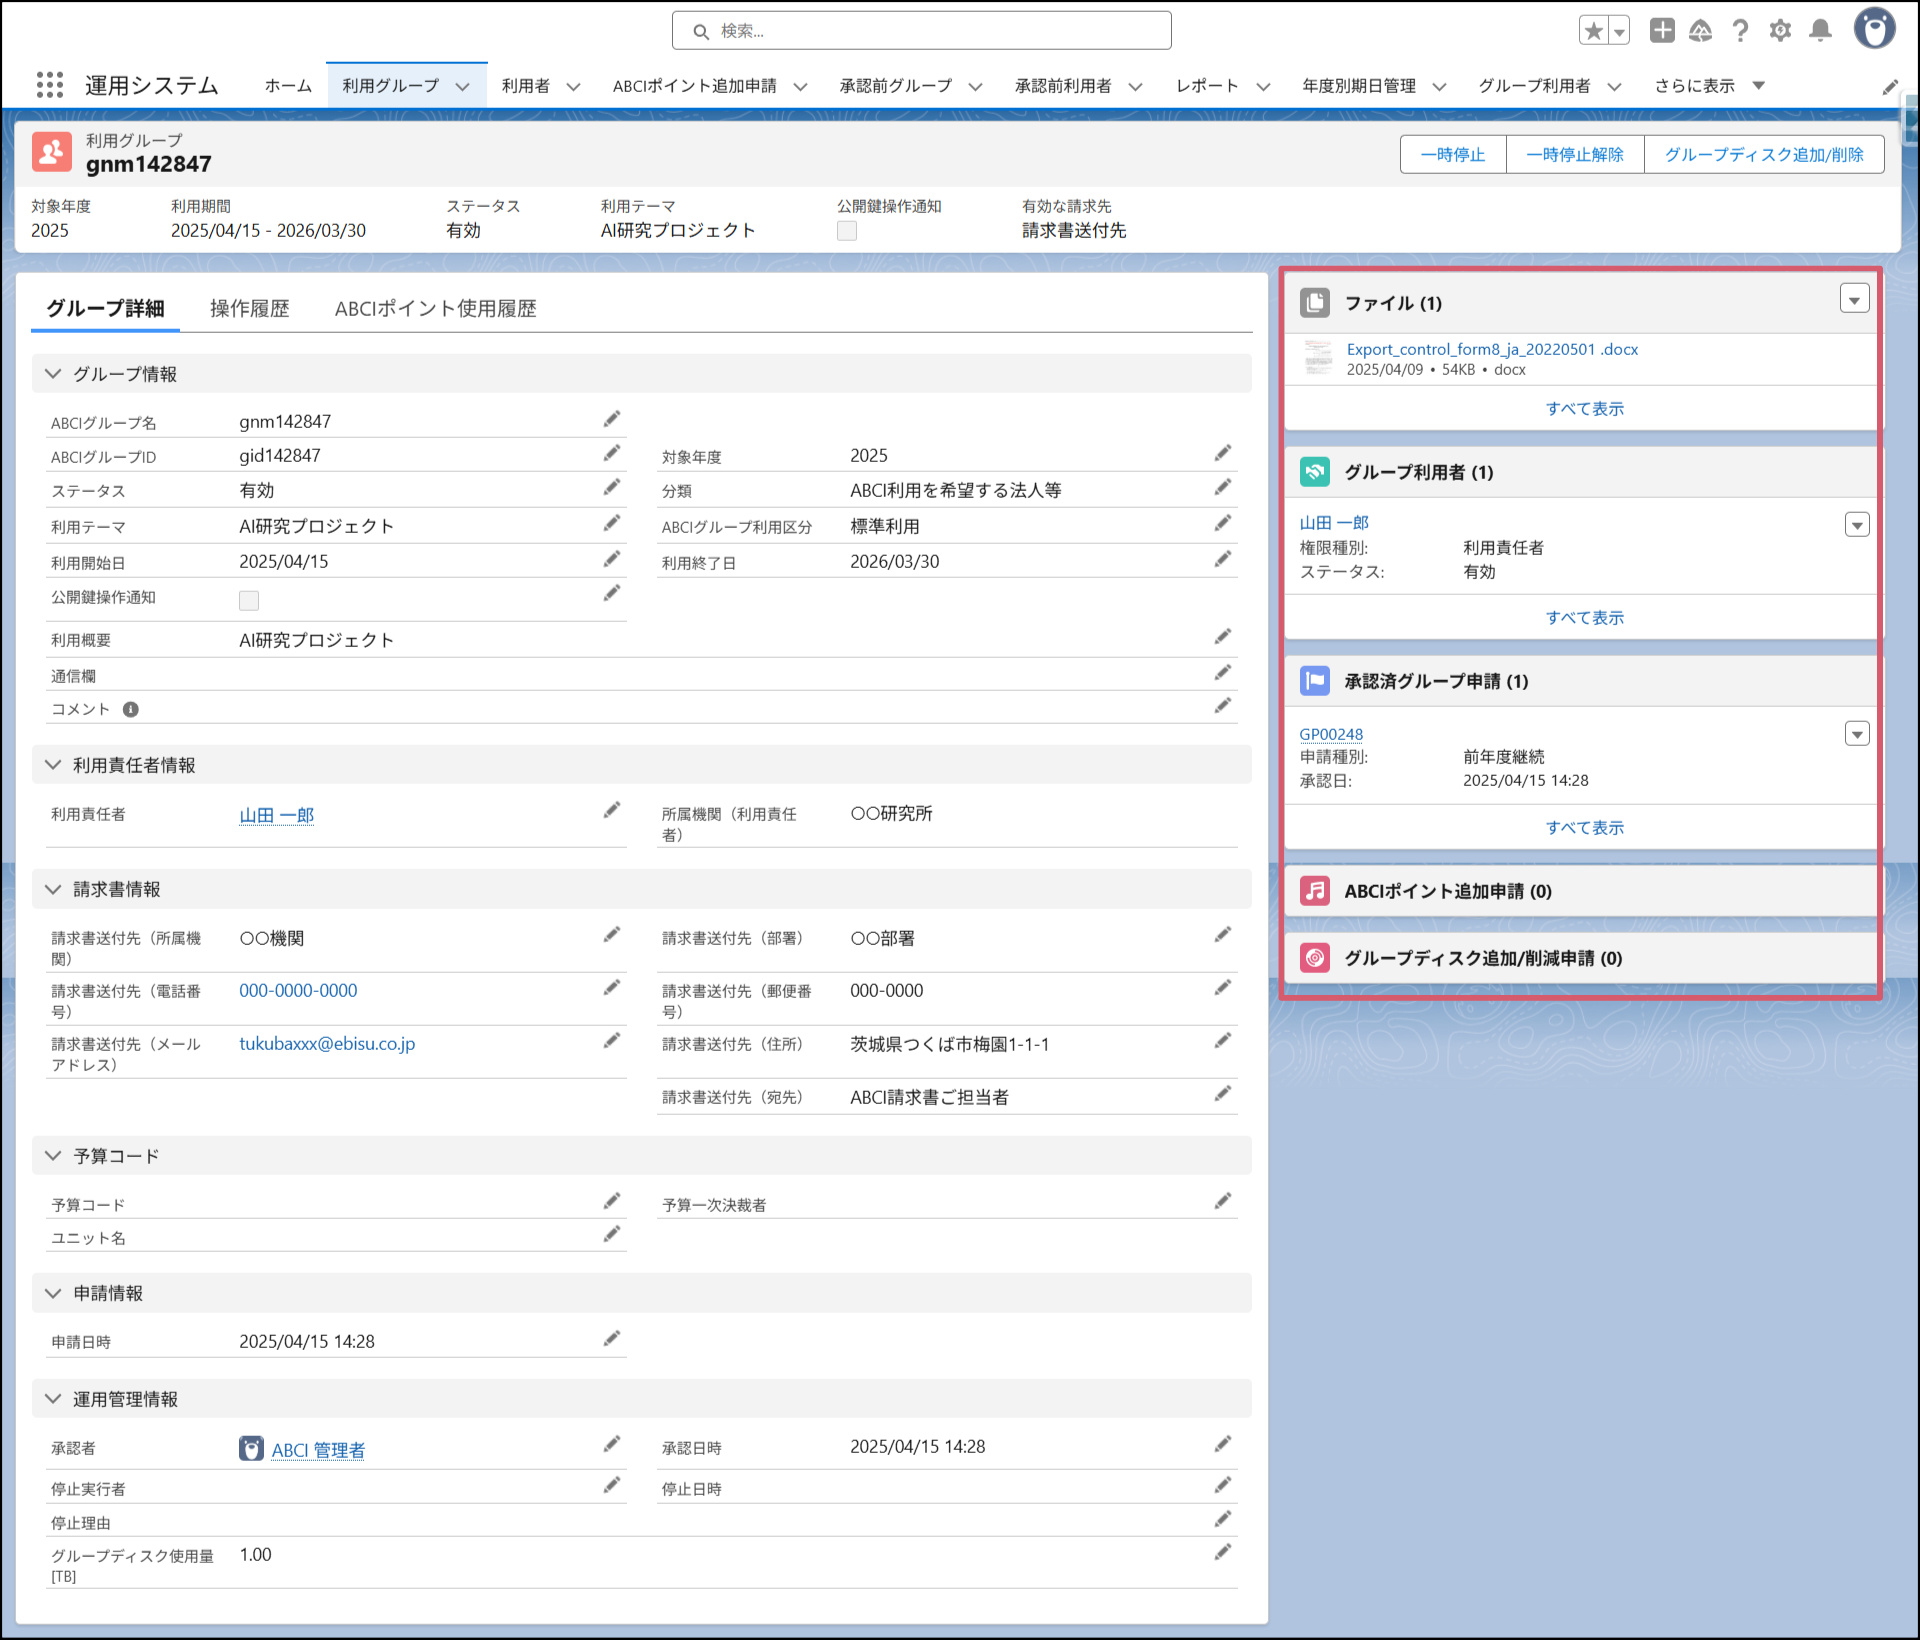 検索...
運用システム
ホーム
利用グループ
利用者
ABCIポイント追加申請
承認前グループ
承認前利用者
レポート
年度別期日管理
グループ利用者
さらに表示
利用グループ
gnm142847
一時停止
一時停止解除
グループディスク追加/削除
対象年度
利用期間
ステータス
利用テーマ
公開鍵操作通知
有効な請求先
2025
2025/04/15 - 2026/03/30
有効
AI研究プロジェクト
請求書送付先
グループ詳細
操作履歴
ABCIポイント使用履歴
グループ情報
ABCIグループ名
gnm142847
ABCIグループID
gid142847
対象年度
2025
ステータス
有効
分類
ABCI利用を希望する法人等
利用テーマ
AI研究プロジェクト
ABCIグループ利用区分
標準利用
利用開始日
2025/04/15
利用終了日
2026/03/30
公開鍵操作通知
利用概要
AI研究プロジェクト
通信欄
コメント
利用責任者情報
利用責任者
山田 一郎
所属機関（利用責任
者）
〇〇研究所
請求書情報
請求書送付先（所属機
関）
〇〇機関
請求書送付先（部署）
〇〇部署
請求書送付先（電話番
号）
000-0000-0000
請求書送付先（郵便番
号）
000-0000
請求書送付先（メール
アドレス）
tukubaxxx@ebisu.co.jp
請求書送付先（住所）
茨城県つくば市梅園1-1-1
請求書送付先（宛先）
ABCI請求書ご担当者
予算コード
予算コード
予算一次決裁者
ユニット名
申請情報
申請日時
2025/04/15 14:28
運用管理情報
承認者
ABCI 管理者
承認日時
2025/04/15 14:28
停止実行者
停止日時
停止理由
グループディスク使用量
[TB]
1.00
ファイル (1)
Export_control_form8_ja_20220501 .docx
2025/04/09 • 54KB • docx
すべて表示
グループ利用者 (1)
山田 一郎
権限種別:
利用責任者
ステータス:
有効
すべて表示
承認済グループ申請 (1)
GP00248
申請種別:
前年度継続
承認日:
2025/04/15 14:28
すべて表示
ABCIポイント追加申請 (0)
グループディスク追加/削減申請 (0)